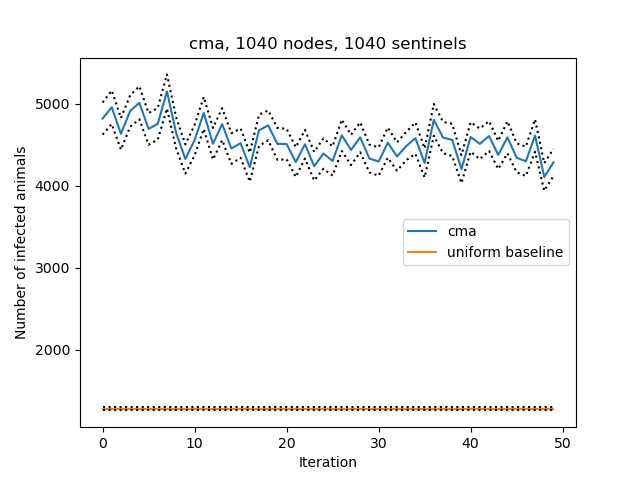 cma, 1040 nodes, 1040 sentinels
Number of infected animals
5000
4000
3000
2000
cma
uniform baseline
0 10 20 30 40 50
Iteration